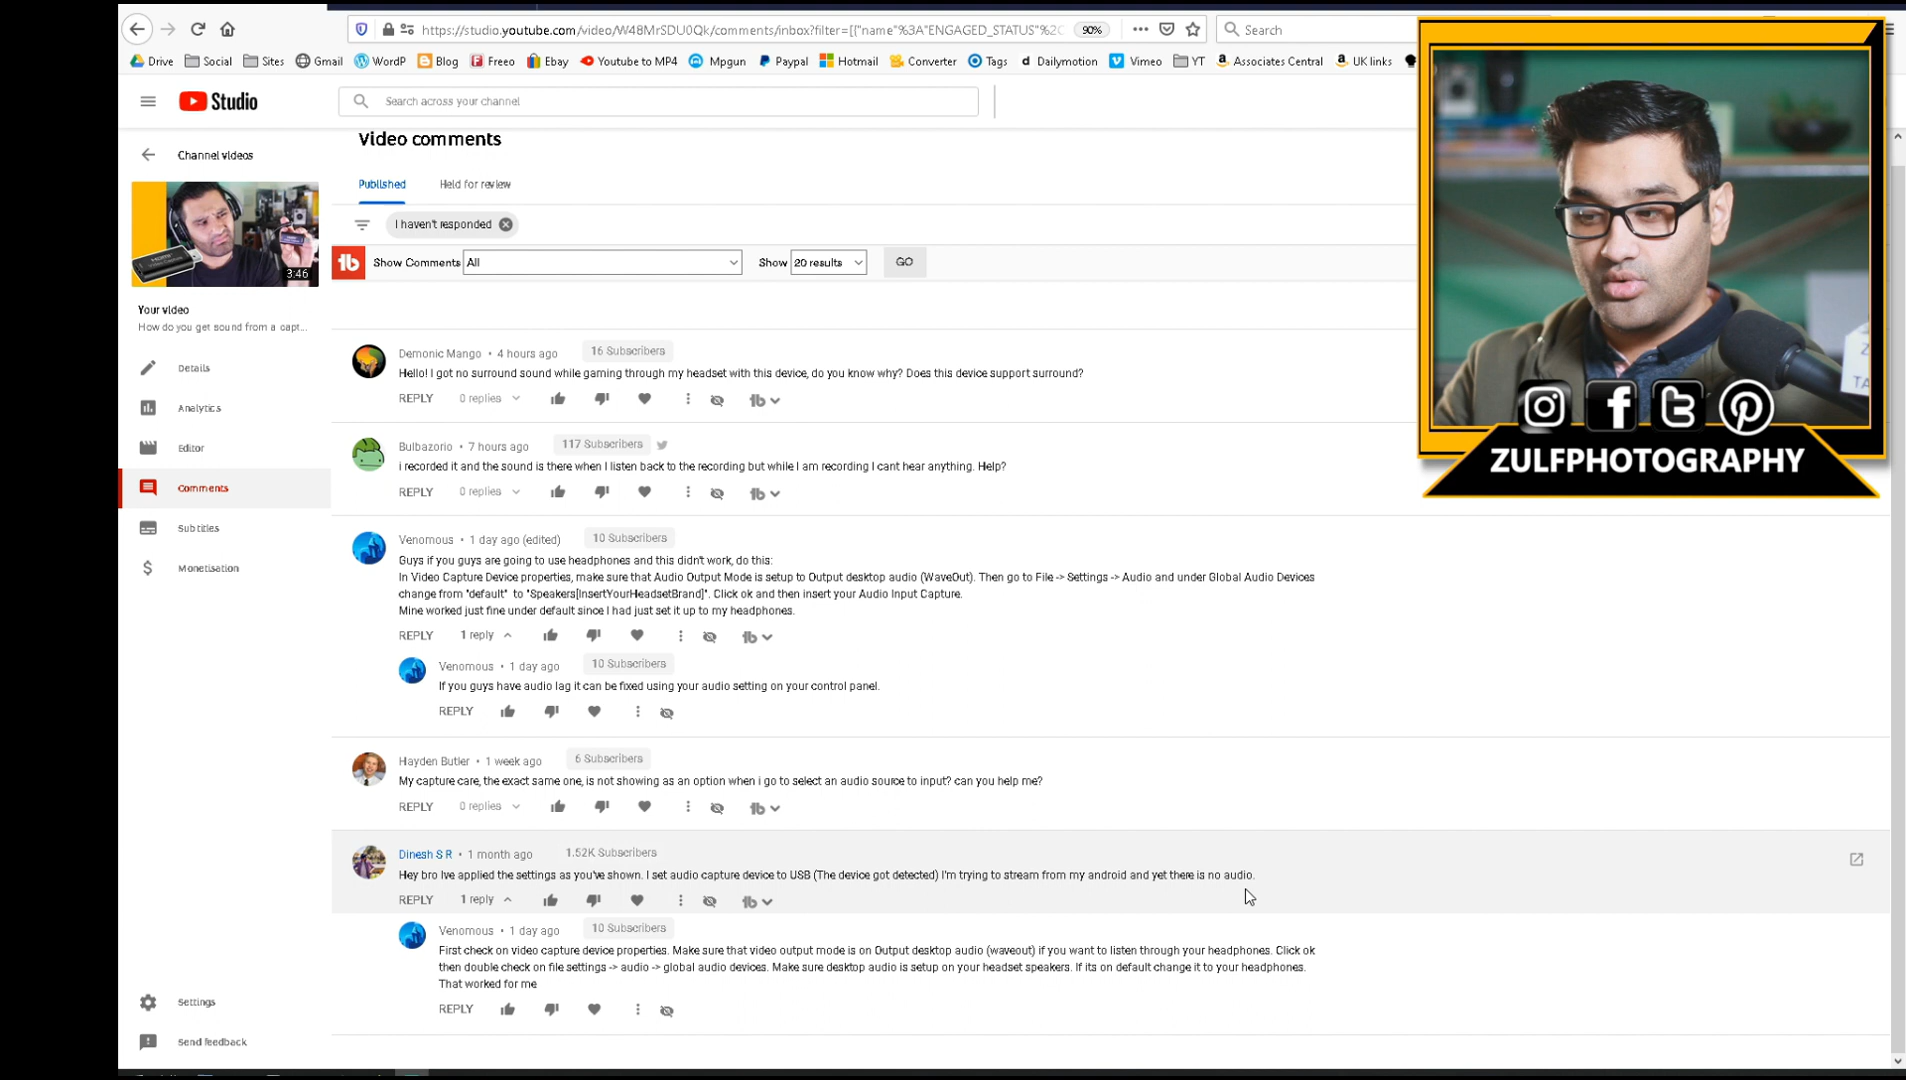 https://studio.youtube.com/video/W48MrSDU0Qk/comments/inbox?filter=[{"name"%3A"ENGAGED_STATUS"%2C
90%
Search
Drive Social Sites Gmail WordP Blog Freeo Ebay Youtube to MP4 Mpgun Paypal Hotmail Converter Tags Dailymotion Vimeo YT Associates Central UK links
Studio
Search across your channel
Video comments
Channel videos
Published Held for review
I haven't responded
Show Comments All Show 20 results GO
3:46
Your video
How do you get sound from a capt...
Details
Analytics
Editor
Comments
Subtitles
Monetisation
Settings
Send feedback
Demonic Mango • 4 hours ago 16 Subscribers
Hello! I got no surround sound while gaming through my headset with this device, do you know why? Does this device support surround?
REPLY 0 replies
Bulbazorio • 7 hours ago 117 Subscribers
i recorded it and the sound is there when I listen back to the recording but while I am recording I cant hear anything. Help?
REPLY 0 replies
Venomous • 1 day ago (edited) 10 Subscribers
Guys if you guys are going to use headphones and this didn't work, do this:
In Video Capture Device properties, make sure that Audio Output Mode is setup to Output desktop audio (WaveOut). Then go to File -> Settings -> Audio and under Global Audio Devices
change from "default" to "Speakers[InsertYourHeadsetBrand]". Click ok and then insert your Audio Input Capture.
Mine worked just fine under default since I had just set it up to my headphones.
REPLY 1 reply
Venomous • 1 day ago 10 Subscribers
If you guys have audio lag it can be fixed using your audio setting on your control panel.
REPLY
Hayden Butler • 1 week ago 6 Subscribers
My capture care, the exact same one, is not showing as an option when i go to select an audio source to input? can you help me?
REPLY 0 replies
Dinesh S R • 1 month ago 1.52K Subscribers
Hey bro Ive applied the settings as you've shown. I set audio capture device to USB (The device got detected) I'm trying to stream from my android and yet there is no audio.
REPLY 1 reply
Venomous • 1 day ago 10 Subscribers
First check on video capture device properties. Make sure that video output mode is on Output desktop audio (waveout) if you want to listen through your headphones. Click ok
then double check on file settings -> audio -> global audio devices. Make sure desktop audio is setup on your headset speakers. If its on default change it to your headphones.
That worked for me
REPLY
ZULFPHOTOGRAPHY